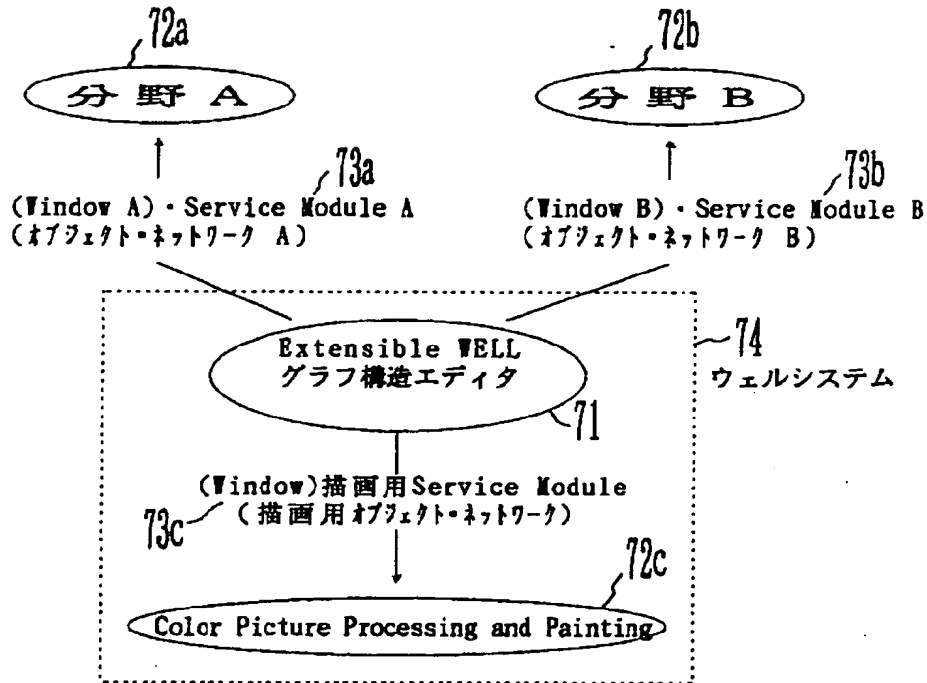 72a
72b
分野 A
分野 B
73a
73b
(Window A)・Service Module A
(オブジェクト・ネットワーク A)
(Window B)・Service Module B
(オブジェクト・ネットワーク B)
Extensible WELL
グラフ構造エディタ
74
ウェルシステム
71
(Window)描画用Service Module
(描画用オブジェクト・ネットワーク)
73c
72c
Color Picture Processing and Painting